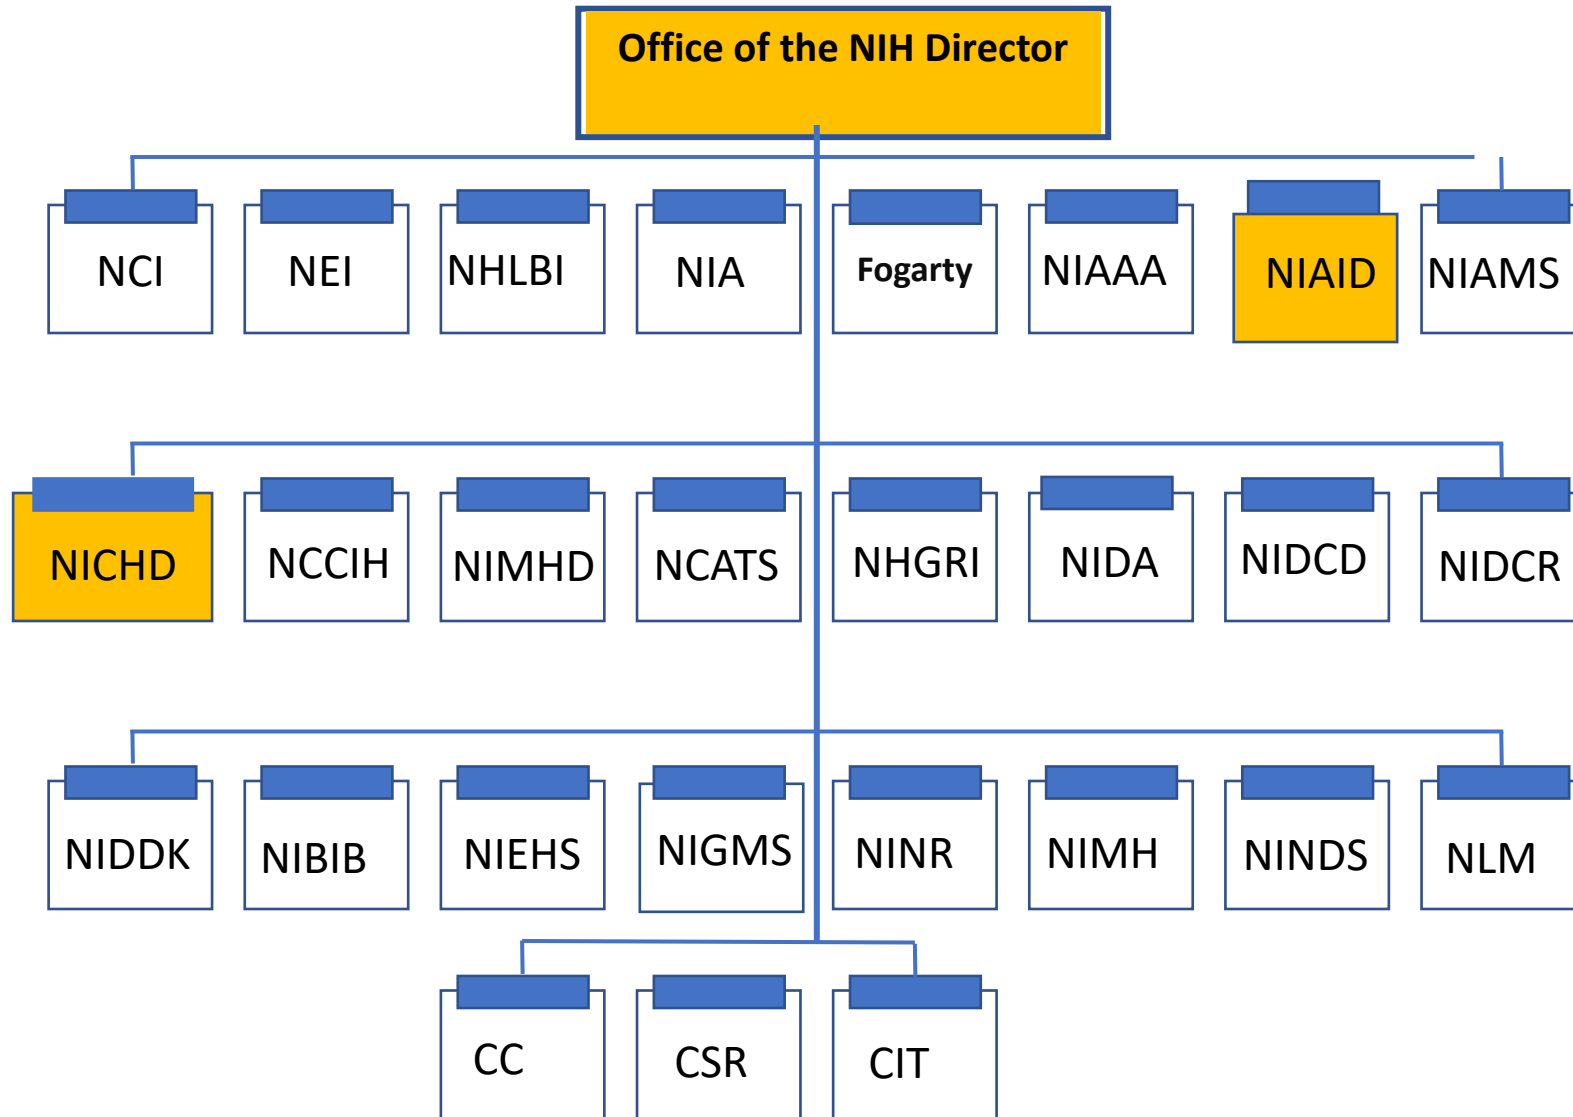 Office of the NIH Director
NCI
NEI
NHLBI
NIA
Fogarty
NIAAA
NIAID
NIAMS
NICHD
NCCIH
NIMHD
NCATS
NHGRI
NIDA
NIDCD
NIDCR
NIDDK
NIBIB
NIEHS
NIGMS
NINR
NIMH
NINDS
NLM
CC
CSR
CIT